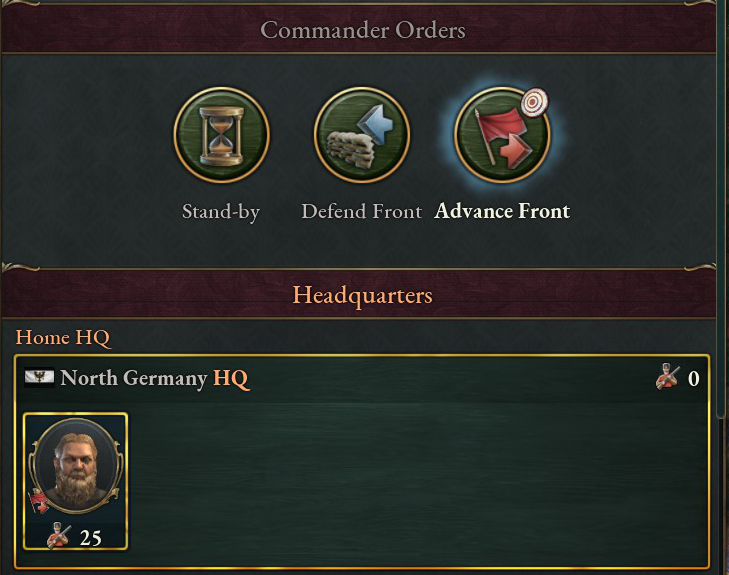 Commander Orders
Stand-by Defend Front Advance Front
Headquarters
Home HQ
North Germany HQ 0
25